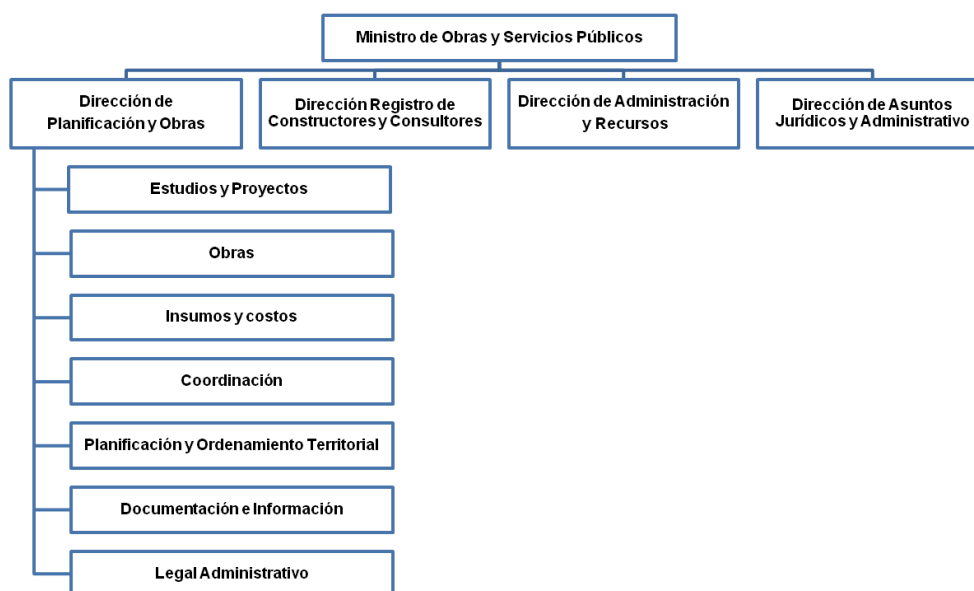 Ministro de Obras y Servicios Públicos
Dirección de
Planificación y Obras
Dirección Registro de
Constructores y Consultores
Dirección de Administración
y Recursos
Dirección de Asuntos
Jurídicos y Administrativo
Estudios y Proyectos
Obras
Insumos y costos
Coordinación
Planificación y Ordenamiento Territorial
Documentación e Información
Legal Administrativo